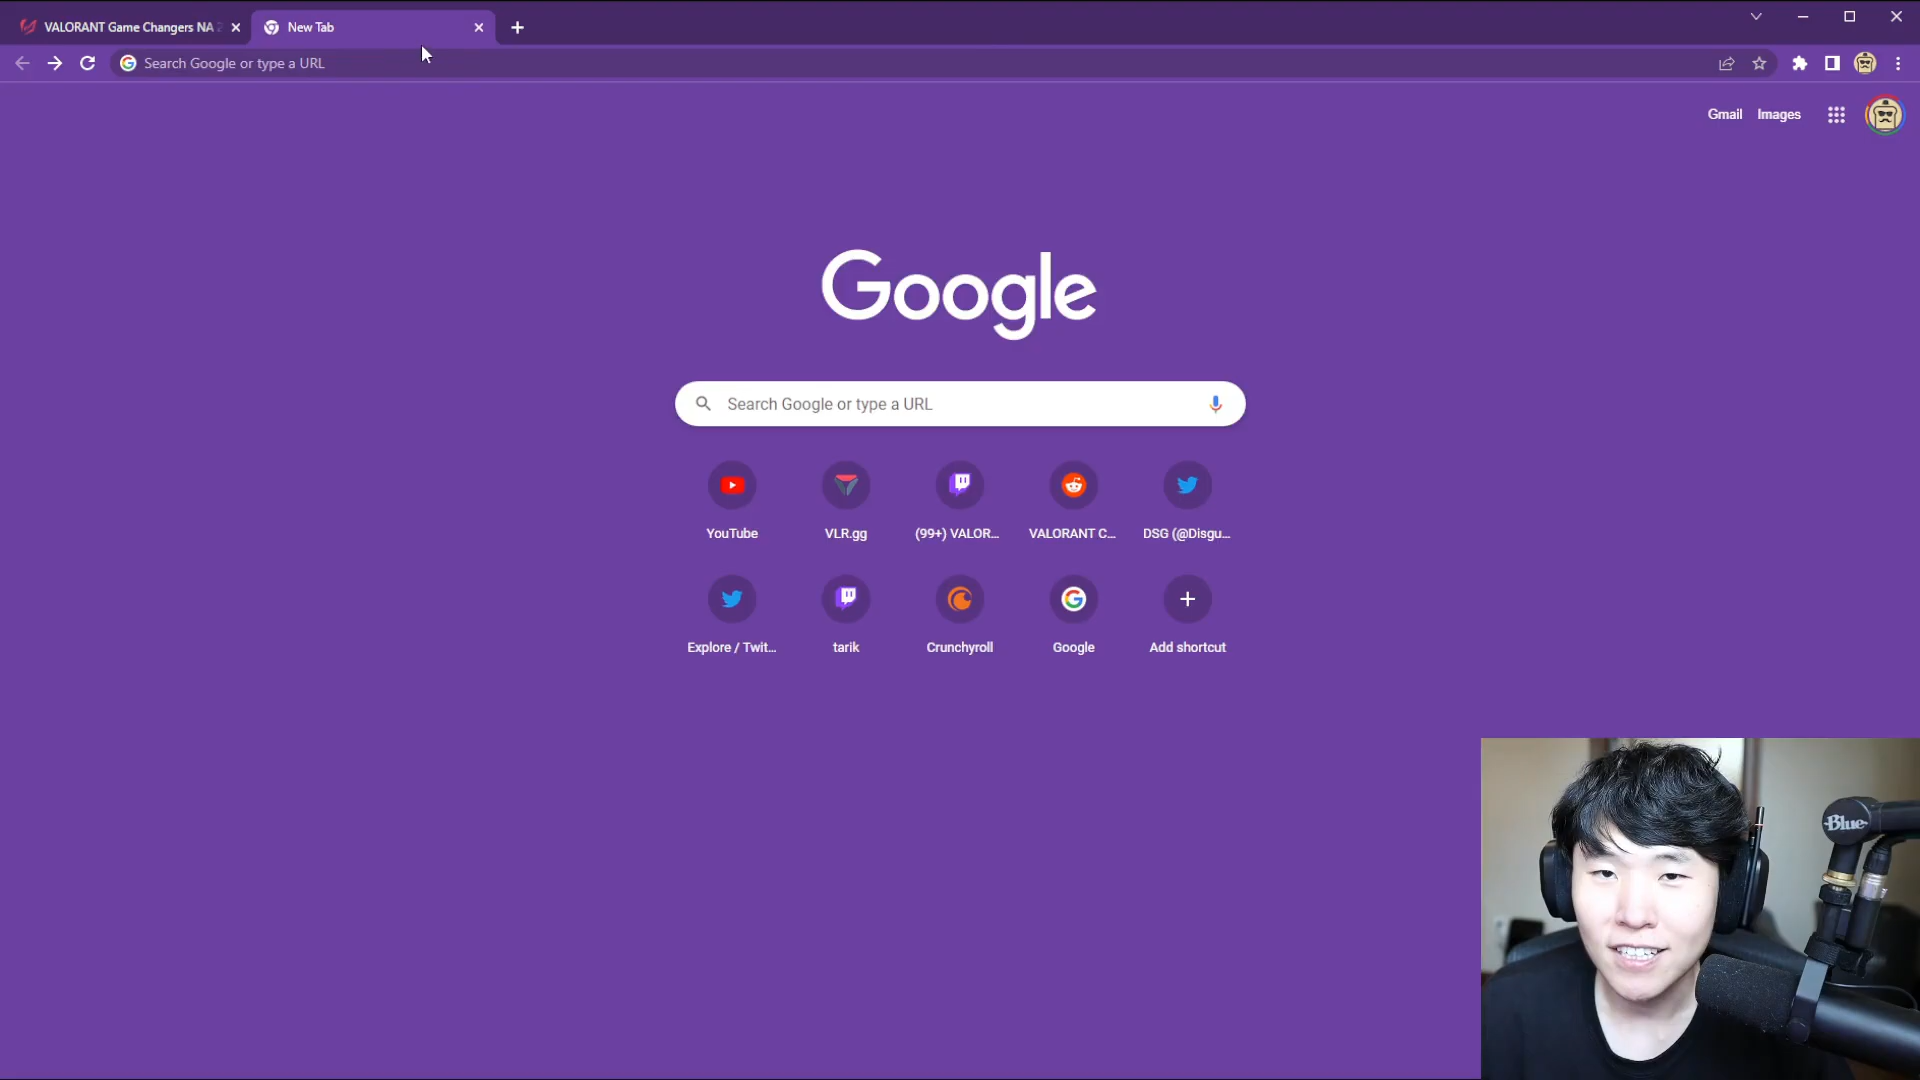 VALORANT Game Changers NA
New Tab
Search Google or type a URL
Gmail
Images
Google
Search Google or type a URL
YouTube
VLR.gg
(99+) VALOR...
VALORANT C...
DSG (@Disgu...
Explore / Twit...
tarik
Crunchyroll
Google
Add shortcut
Blue